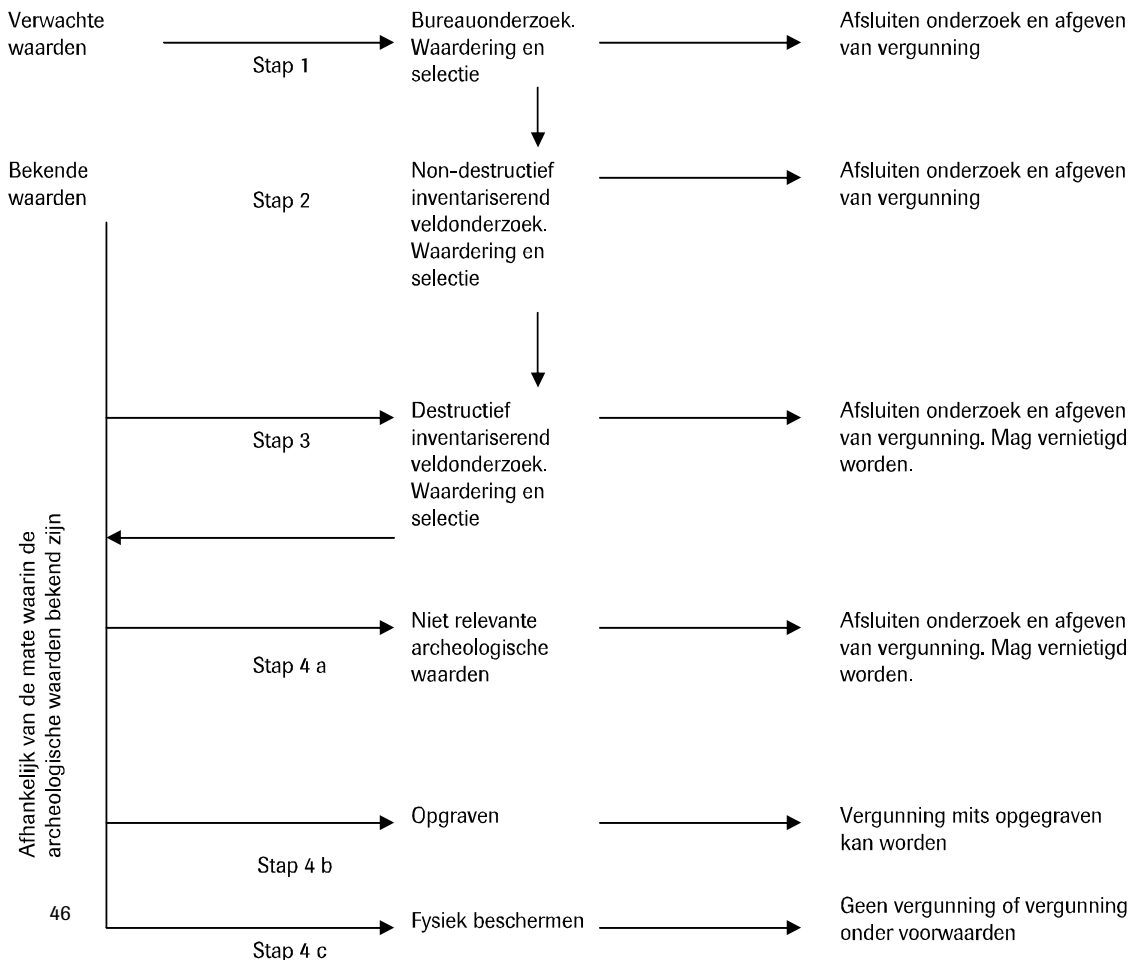 Verwachte
waarden
Stap 1
Bureauonderzoek.
Waardering en
selectie
Afsluiten onderzoek en afgeven
van vergunning
Bekende
waarden
Stap 2
Non-destructief
inventariserend
veldonderzoek.
Waardering en
selectie
Afsluiten onderzoek en afgeven
van vergunning
Stap 3
Destructief
inventariserend
veldonderzoek.
Waardering en
selectie
Afsluiten onderzoek en afgeven
van vergunning. Mag vernietigd
worden.
Afhankelijk van de mate waarin de
archeologische waarden bekend zijn
Stap 4 a
Niet relevante
archeologische
waarden
Afsluiten onderzoek en afgeven
van vergunning. Mag vernietigd
worden.
Stap 4 b
Opgraven
Vergunning mits opgegraven
kan worden
46
Stap 4 c
Fysiek beschermen
Geen vergunning of vergunning
onder voorwaarden